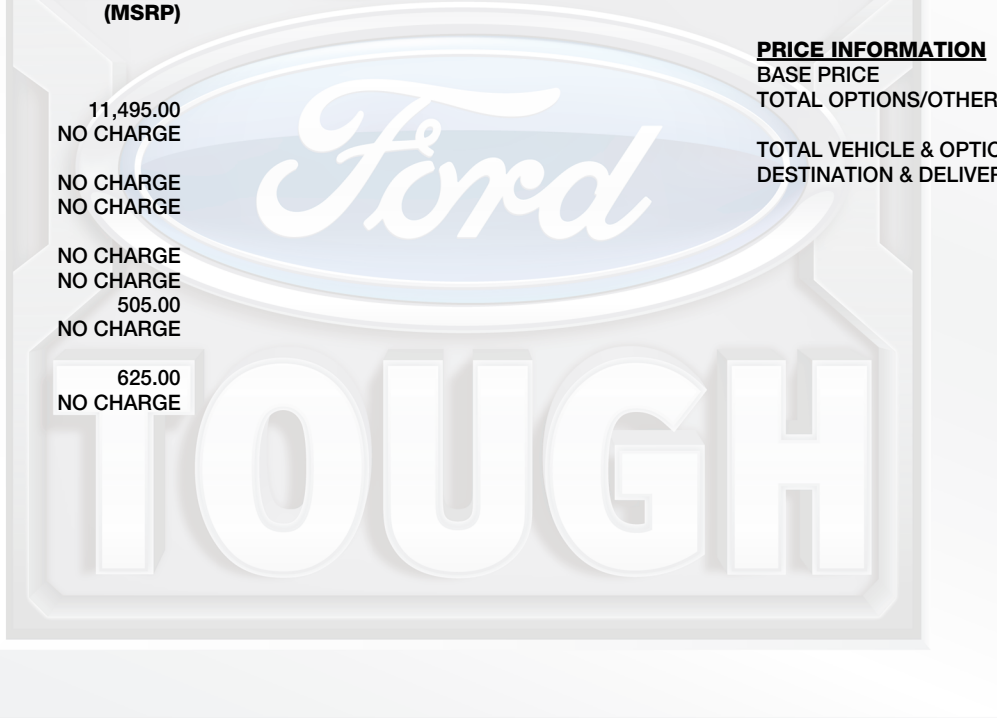 (MSRP)
11,495.00
NO CHARGE
NO CHARGE
NO CHARGE
NO CHARGE
NO CHARGE
505.00
NO CHARGE
625.00
NO CHARGE
PRICE INFORMATION
BASE PRICE
TOTAL OPTIONS/OTHER
TOTAL VEHICLE & OPTIO
DESTINATION & DELIVER
Ford
TOUGH